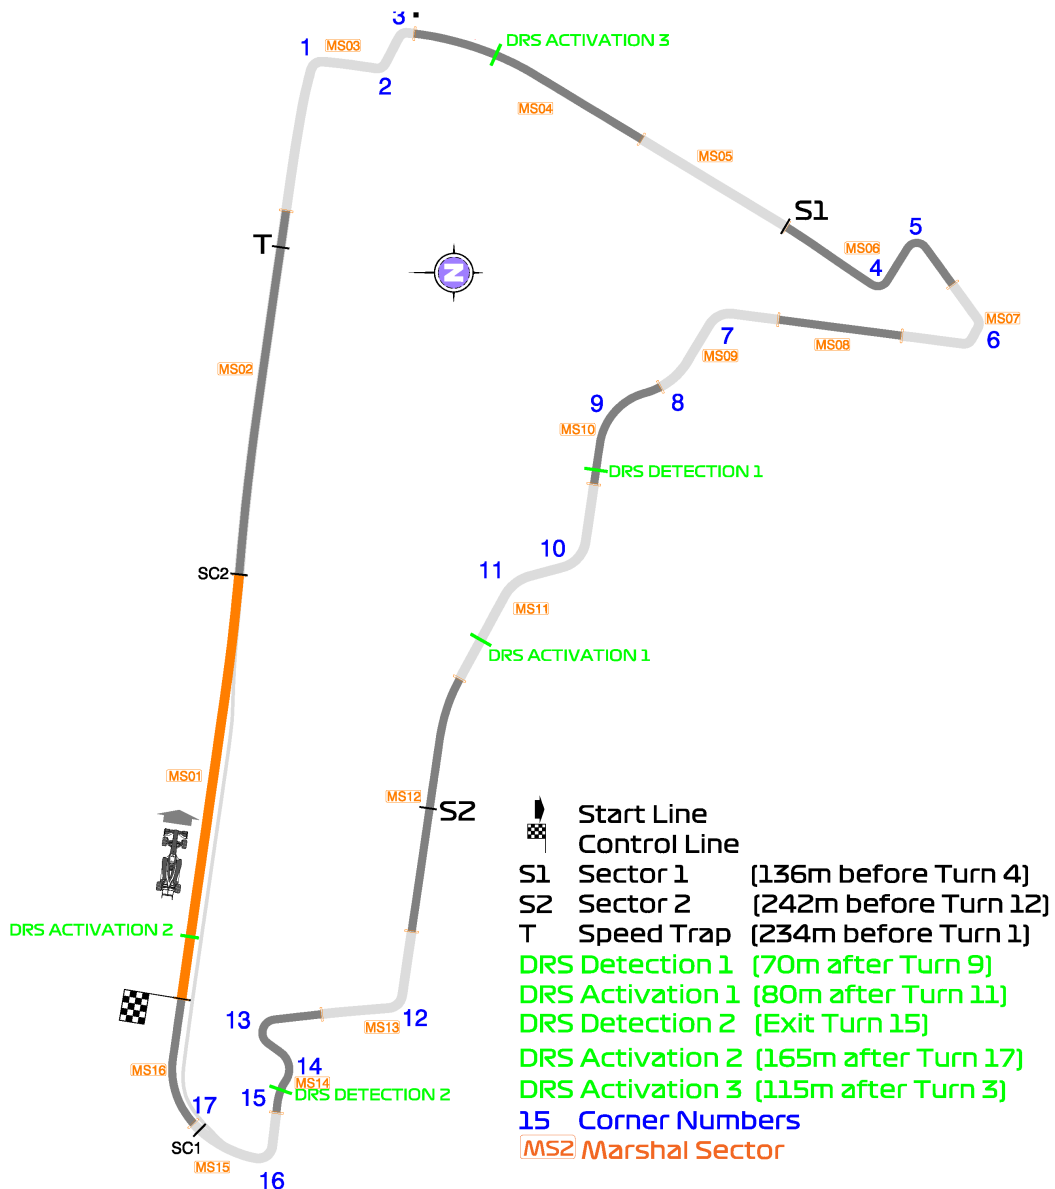 3
1
MS03
2
DRS ACTIVATION 3
MS04
MS05
S1
5
MS06
4
T
N
MS07
6
7
MS08
MS09
MS02
9
8
MS10
DRS DETECTION 1
10
11
SC2
MS11
DRS ACTIVATION 1
MS01
MS12
S2
DRS ACTIVATION 2
13
12
MS13
14
MS16
MS14
15
DRS DETECTION 2
17
SC1
MS15
16
Start Line
Control Line
S1 Sector 1 (136m before Turn 4)
S2 Sector 2 (242m before Turn 12)
T Speed Trap (234m before Turn 1)
DRS Detection 1 (70m after Turn 9)
DRS Activation 1 (80m after Turn 11)
DRS Detection 2 (Exit Turn 15)
DRS Activation 2 (165m after Turn 17)
DRS Activation 3 (115m after Turn 3)
15 Corner Numbers
MS2 Marshal Sector